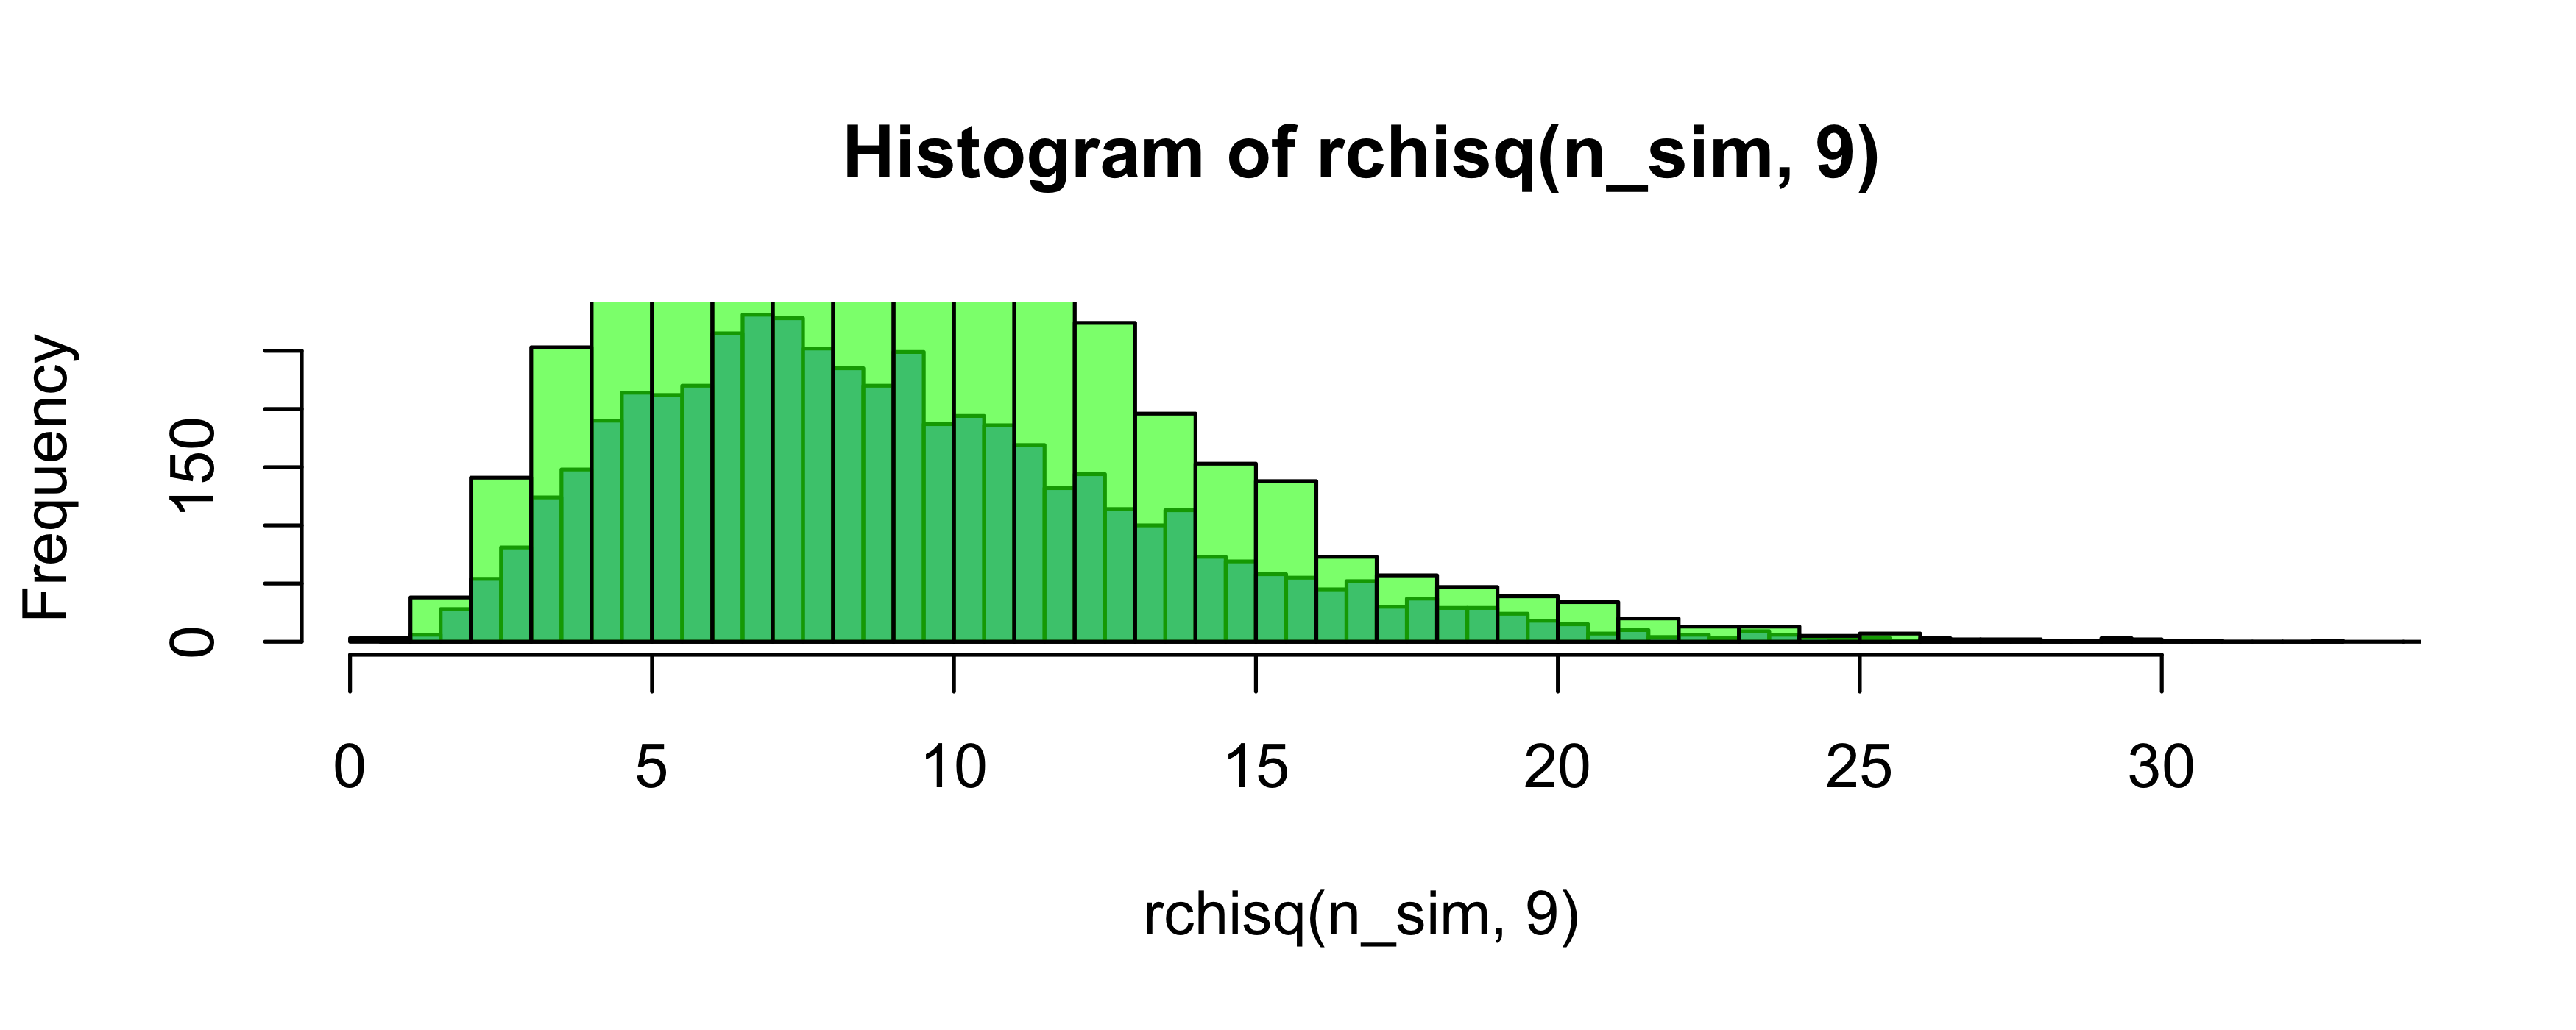 Histogram of rchisq(n_sim, 9)
Frequency
150
0
0 5 10 15 20 25 30
rchisq(n_sim, 9)